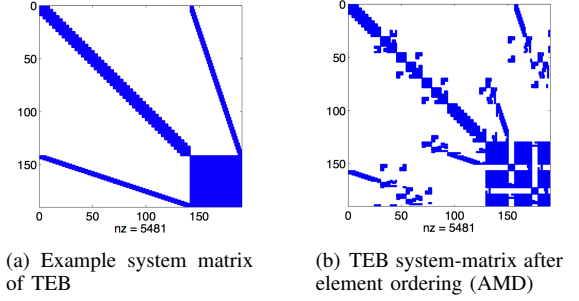 0
50
100
150
0
50
100
150
nz = 5481
0
50
100
150
0
50
100
150
nz = 5481
(a) Example system matrix
of TEB
(b) TEB system-matrix after
element ordering (AMD)